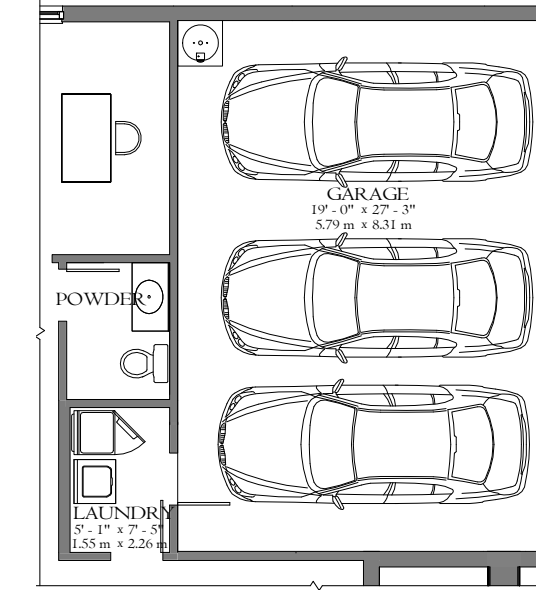 GARAGE
19' - 0" x 27' - 3"
5.79 m x 8.31 m
POWDER
LAUNDRY
5' - 1" x 7' - 5"
1.55 m x 2.26 m